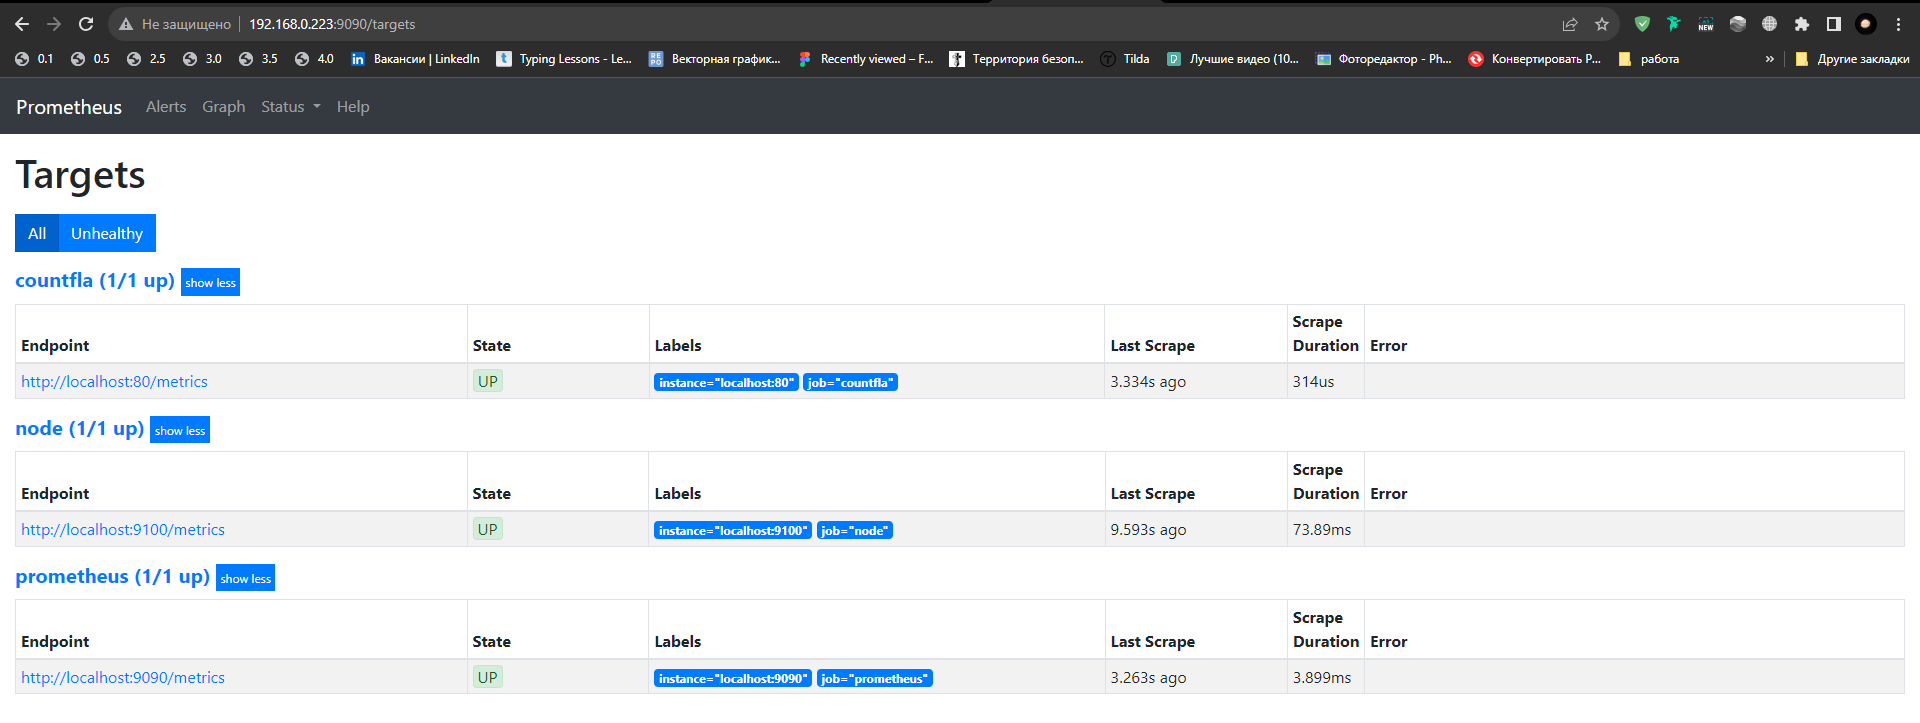 Не защищено 192.168.0.223:9090/targets
NEW
0.1 0.5 2.5 3.0 3.5 4.0 Вакансии | LinkedIn Typing Lessons - Le... Векторная график... Recently viewed – F... Территория безоп... Tilda Лучшие видео (10... Фоторедактор - Ph... Конвертировать P... работа » Другие закладки
Prometheus Alerts Graph Status Help
Targets
All Unhealthy
countfla (1/1 up) show less
Scrape
Endpoint State Labels Last Scrape Duration Error
http://localhost:80/metrics UP instance="localhost:80" job="countfla" 3.334s ago 314us
node (1/1 up) show less
Scrape
Endpoint State Labels Last Scrape Duration Error
http://localhost:9100/metrics UP instance="localhost:9100" job="node" 9.593s ago 73.89ms
prometheus (1/1 up) show less
Scrape
Endpoint State Labels Last Scrape Duration Error
http://localhost:9090/metrics UP instance="localhost:9090" job="prometheus" 3.263s ago 3.899ms